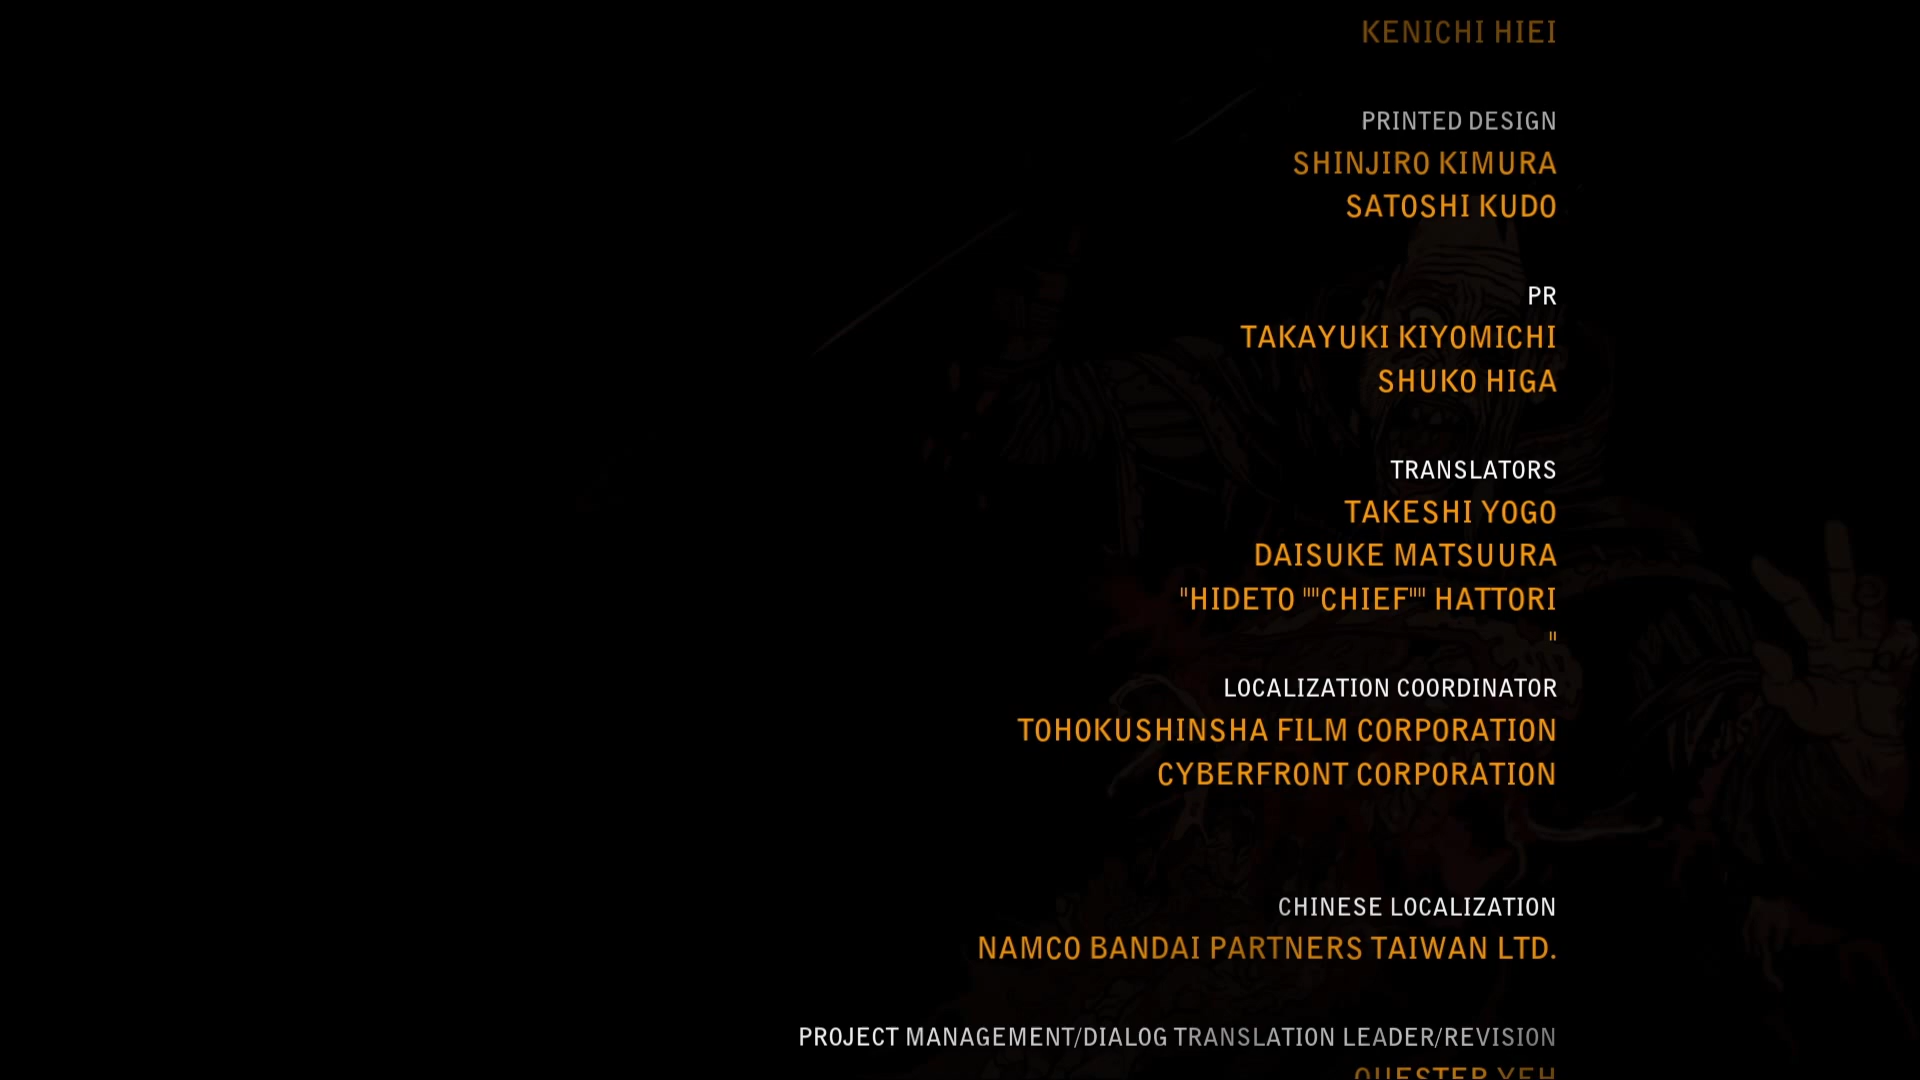 KENICHI HIEI
PRINTED DESIGN
SHINJIRO KIMURA
SATOSHI KUDO
PR
TAKAYUKI KIYOMICHI
SHUKO HIGA
TRANSLATORS
TAKESHI YOGO
DAISUKE MATSUURA
"HIDETO ""CHIEF"" HATTORI
"
LOCALIZATION COORDINATOR
TOHOKUSHINSHA FILM CORPORATION
CYBERFRONT CORPORATION
CHINESE LOCALIZATION
NAMCO BANDAI PARTNERS TAIWAN LTD.
PROJECT MANAGEMENT/DIALOG TRANSLATION LEADER/REVISION
QUESTER YEH